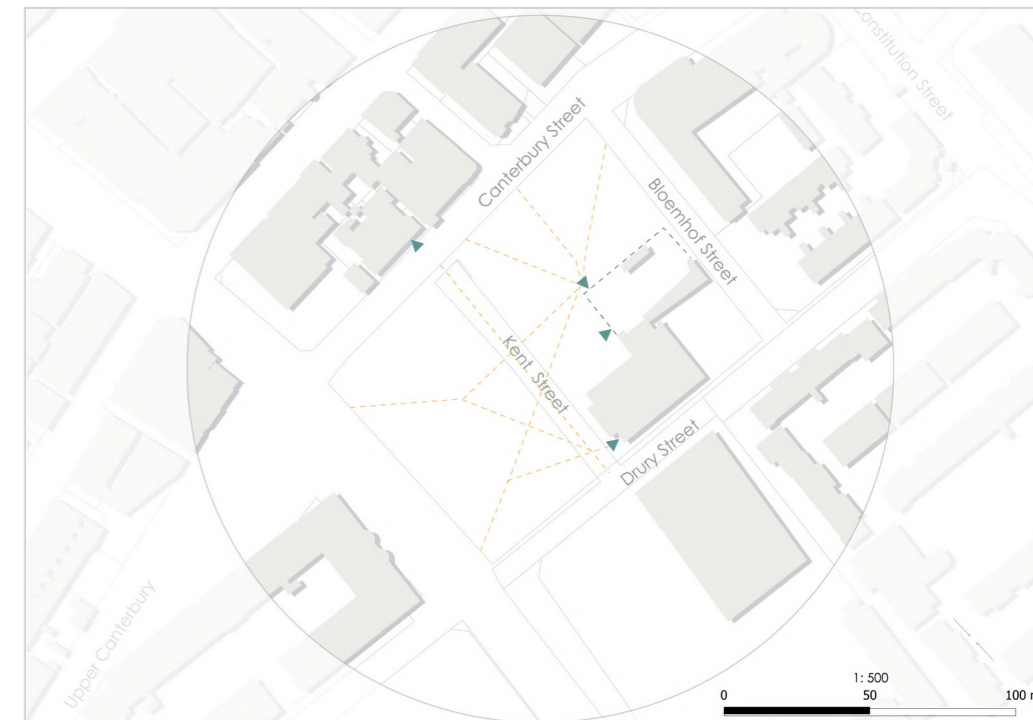 Constitution Street
Canterbury Street
Bloemhof Street
Kent Street
Drury Street
Upper Canterbury
1: 500
0 50 100 m